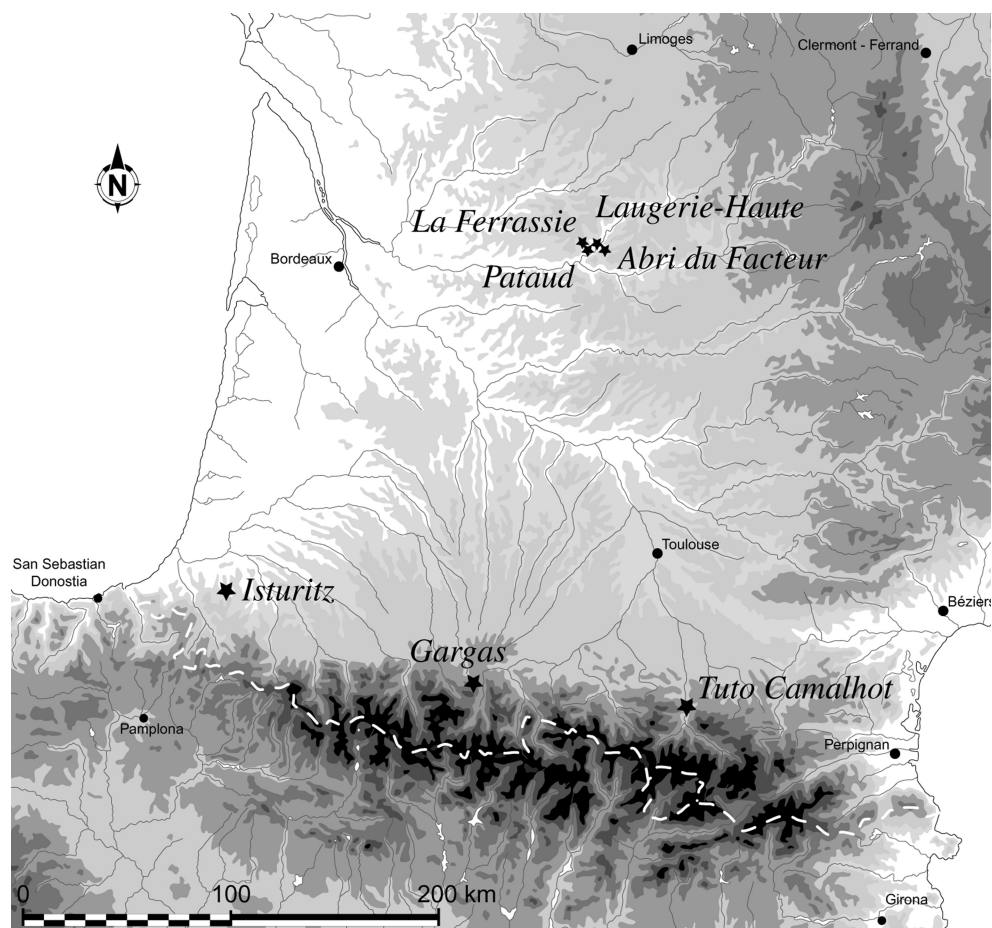 Limoges
Clermont - Ferrand
N
La Ferrassie
Laugerie-Haute
Bordeaux
Pataud
Abri du Facteur
Toulouse
San Sebastian
Donostia
Isturitz
Béziers
Gargas
Tuto Camalhot
Pamplona
Perpignan
0 100 200 km
Girona